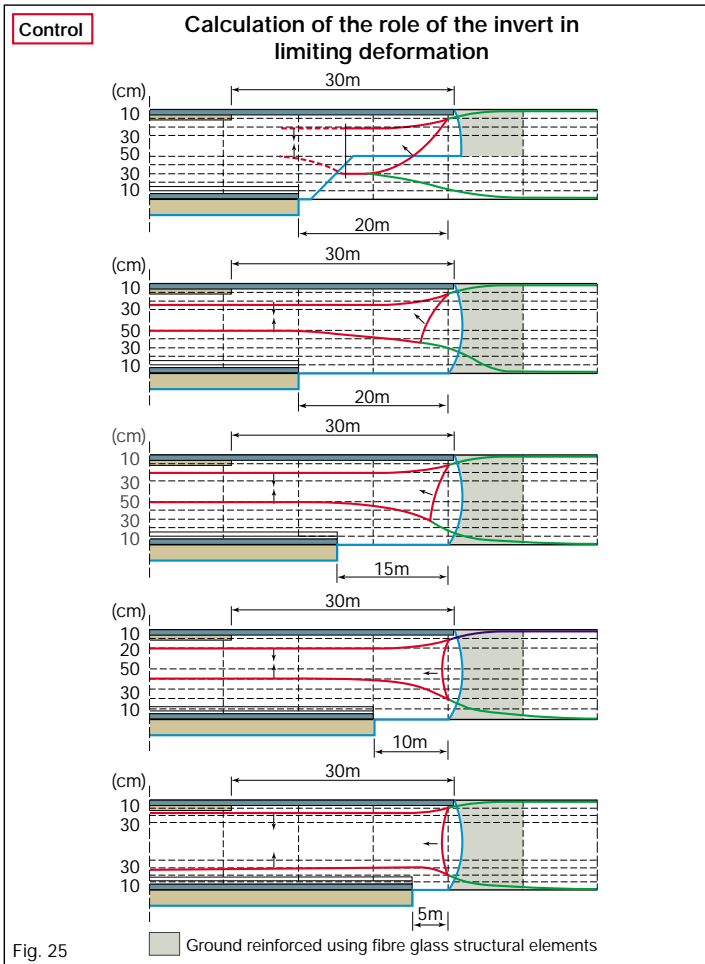 Control
Calculation of the role of the invert in
limiting deformation
30m
(cm)
10
30
50
30
10
20m
30m
(cm)
10
30
50
30
10
20m
30m
(cm)
10
30
50
30
10
15m
30m
(cm)
10
20
50
30
10
10m
30m
(cm)
10
30
30
10
5m
Fig. 25
Ground reinforced using fibre glass structural elements